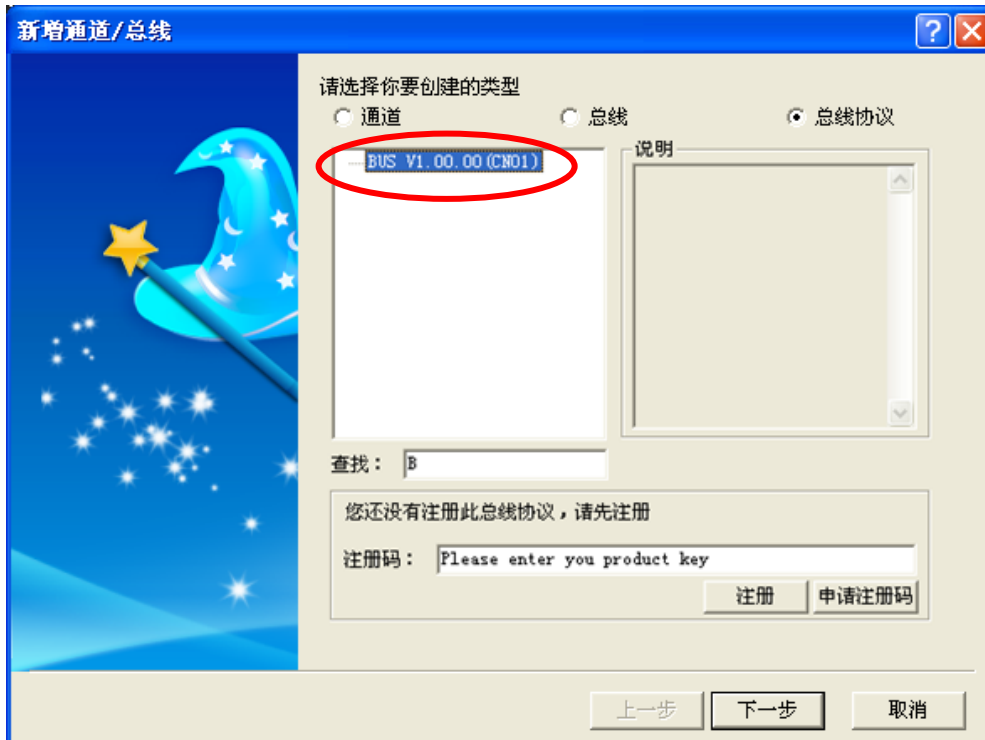 新增通道/总线
请选择你要创建的类型
通道 总线 总线协议
BUS V1.00.00(CN01)
说明
查找： B
您还没有注册此总线协议，请先注册
注册码： Please enter you product key
注册 申请注册码
上一步 下一步 取消